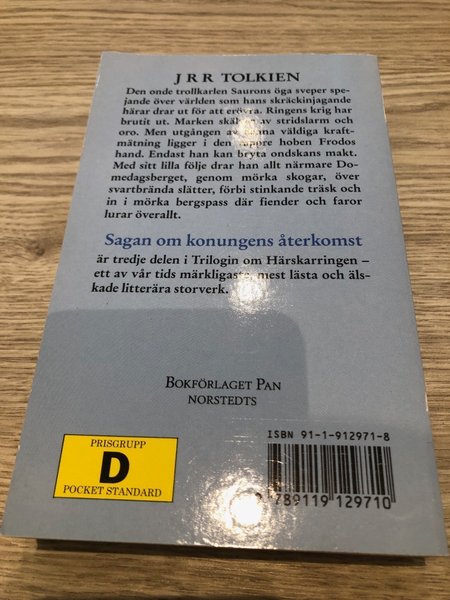 J R R TOLKIEN
Den onde trollkarlen Saurons öga sveper spe-
jande över världen som hans skräckinjagande
härar drar ut för att erövra. Ringens krig har
brutit ut. Marken skälver av stridslarm och
oro. Men utgången av denna väldiga kraft-
mätning ligger i den tappre hoben Frodos
hand. Endast han kan bryta ondskans makt.
Med sitt lilla följe drar han allt närmare Do-
medagsberget, genom mörka skogar, över
svartbrända slätter, förbi stinkande träsk och
in i mörka bergspass där fiender och faror
lurar överallt.
Sagan om konungens återkomst
är tredje delen i Trilogin om Härskarringen –
ett av vår tids märkligaste, mest lästa och äls-
kade litterära storverk.
BOKFÖRLAGET PAN
NORSTEDTS
PRISGRUPP
D
POCKET STANDARD
ISBN 91-1-912971-8
9 789119 129710